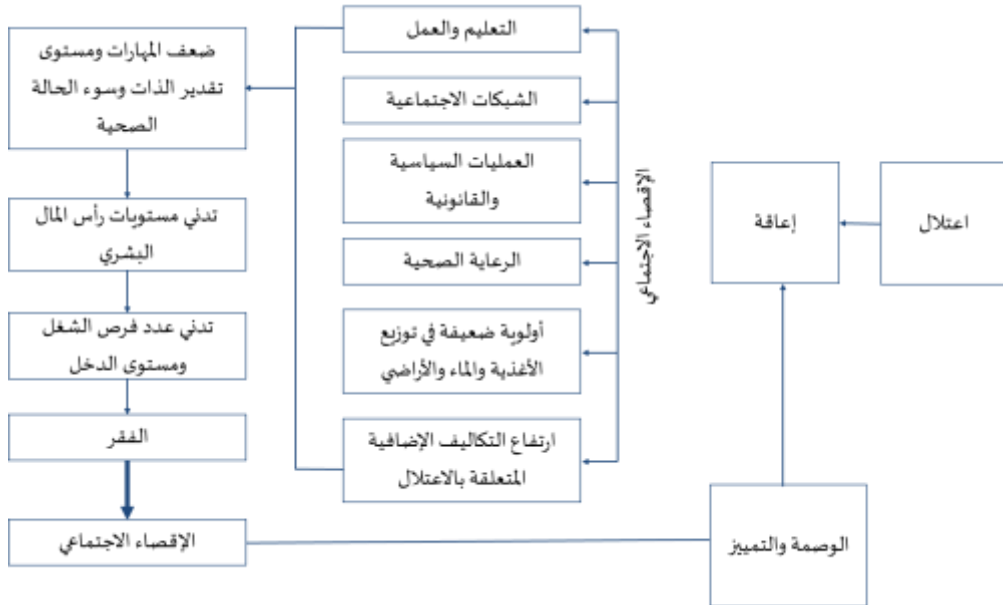 اعتلال
إعاقة
الوصمة والتمييز
الإقصاء الاجتماعي
التعليم والعمل
الشبكات الاجتماعية
العمليات السياسية
والقانونية
الرعاية الصحية
أولوية ضعيفة في توزيع
الأغذية والماء والأراضي
ارتفاع التكاليف الإضافية
المتعلقة بالاعتلال
ضعف المهارات ومستوى
تقدير الذات وسوء الحالة
الصحية
تدني مستويات رأس المال
البشري
تدني عدد فرص الشغل
ومستوى الدخل
الفقر
الإقصاء الاجتماعي